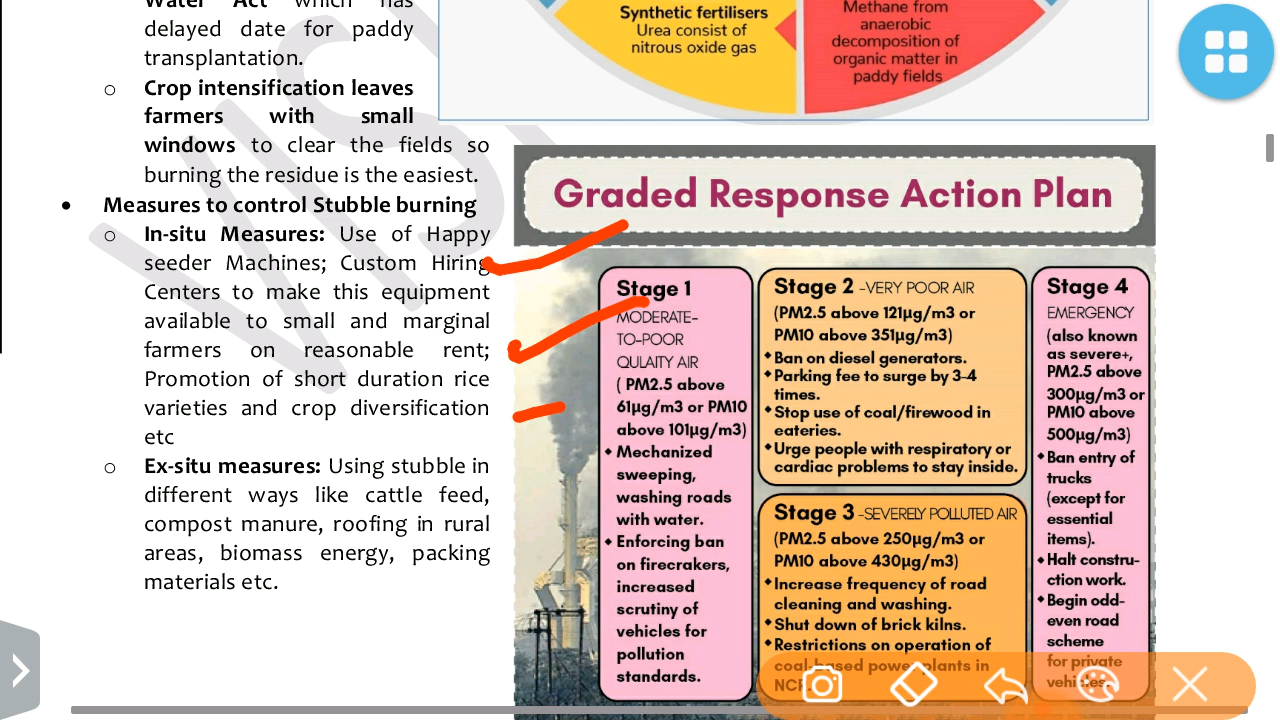 Water Act which has
delayed date for paddy
transplantation.
o Crop intensification leaves
farmers with small
windows to clear the fields so
burning the residue is the easiest.
• Measures to control Stubble burning
o In-situ Measures: Use of Happy
seeder Machines; Custom Hiring
Centers to make this equipment
available to small and marginal
farmers on reasonable rent;
Promotion of short duration rice
varieties and crop diversification
etc
o Ex-situ measures: Using stubble in
different ways like cattle feed,
compost manure, roofing in rural
areas, biomass energy, packing
materials etc.
Synthetic fertilisers
Urea consist of
nitrous oxide gas
Methane from
anaerobic
decomposition of
organic matter in
paddy fields
Graded Response Action Plan
Stage 1
MODERATE-
TO-POOR
QULAITY AIR
( PM2.5 above
61µg/m3 or PM10
above 101µg/m3)
Mechanized
sweeping,
washing roads
with water.
Enforcing ban
on firecrakers,
increased
scrutiny of
vehicles for
pollution
standards.
Stage 2 -VERY POOR AIR
(PM2.5 above 121µg/m3 or
PM10 above 351µg/m3)
Ban on diesel generators.
Parking fee to surge by 3-4
times.
Stop use of coal/firewood in
eateries.
Urge people with respiratory or
cardiac problems to stay inside.
Stage 3 -SEVERELY POLLUTED AIR
(PM2.5 above 250µg/m3 or
PM10 above 430µg/m3)
Increase frequency of road
cleaning and washing.
Shut down of brick kilns.
Restrictions on operation of
coal-based power plants in
NCR.
Stage 4
EMERGENCY
(also known
as severe+,
PM2.5 above
300µg/m3 or
PM10 above
500µg/m3)
Ban entry of
trucks
(except for
essential
items).
Halt constru-
ction work.
Begin odd-
even road
scheme
for private
vehicles.